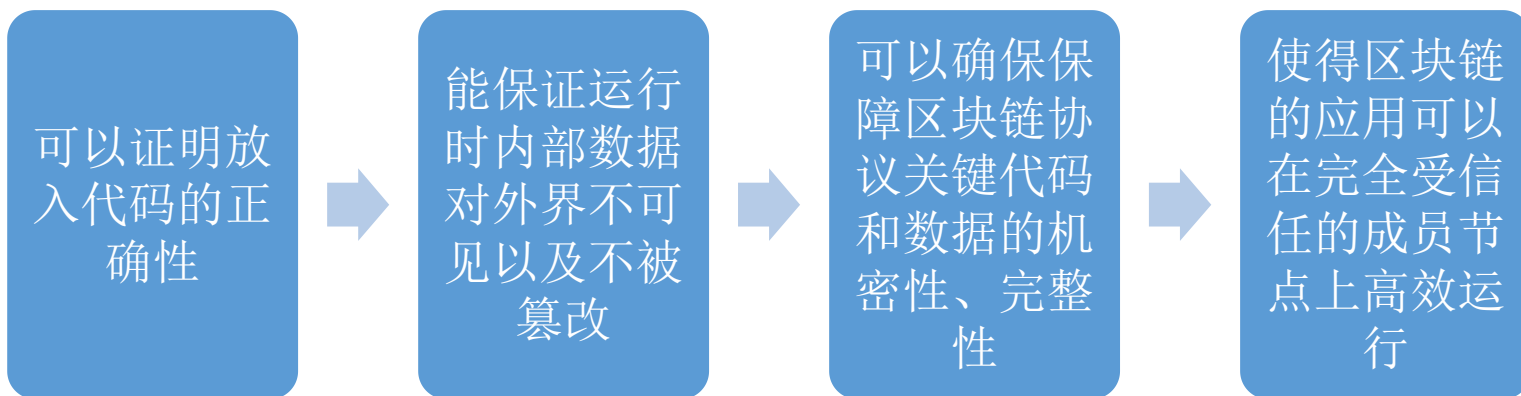 可以证明放
入代码的正
确性
能保证运行
时内部数据
对外界不可
见以及不被
篡改
可以确保保
障区块链协
议关键代码
和数据的机
密性、完整
性
使得区块链
的应用可以
在完全受信
任的成员节
点上高效运
行